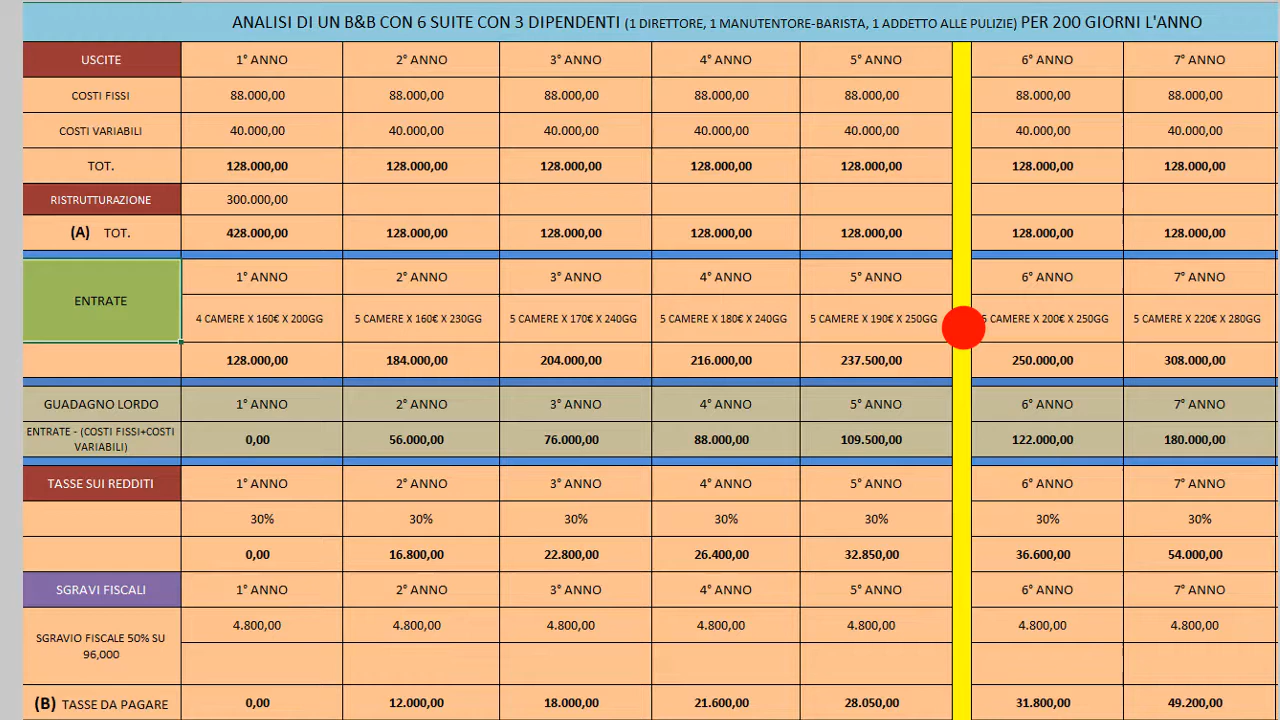 ANALISI DI UN B&B CON 6 SUITE CON 3 DIPENDENTI (1 DIRETTORE, 1 MANUTENTORE-BARISTA, 1 ADDETTO ALLE PULIZIE) PER 200 GIORNI L'ANNO
USCITE 1° ANNO 2° ANNO 3° ANNO 4° ANNO 5° ANNO 6° ANNO 7° ANNO
COSTI FISSI 88.000,00 88.000,00 88.000,00 88.000,00 88.000,00 88.000,00 88.000,00
COSTI VARIABILI 40.000,00 40.000,00 40.000,00 40.000,00 40.000,00 40.000,00 40.000,00
TOT. 128.000,00 128.000,00 128.000,00 128.000,00 128.000,00 128.000,00 128.000,00
RISTRUTTURAZIONE 300.000,00
(A) TOT. 428.000,00 128.000,00 128.000,00 128.000,00 128.000,00 128.000,00 128.000,00
ENTRATE 1° ANNO 2° ANNO 3° ANNO 4° ANNO 5° ANNO 6° ANNO 7° ANNO
4 CAMERE X 160€ X 200GG 5 CAMERE X 160€ X 230GG 5 CAMERE X 170€ X 240GG 5 CAMERE X 180€ X 240GG 5 CAMERE X 190€ X 250GG 5 CAMERE X 200€ X 250GG 5 CAMERE X 220€ X 280GG
128.000,00 184.000,00 204.000,00 216.000,00 237.500,00 250.000,00 308.000,00
GUADAGNO LORDO 1° ANNO 2° ANNO 3° ANNO 4° ANNO 5° ANNO 6° ANNO 7° ANNO
ENTRATE - (COSTI FISSI+COSTI
VARIABILI) 0,00 56.000,00 76.000,00 88.000,00 109.500,00 122.000,00 180.000,00
TASSE SUI REDDITI 1° ANNO 2° ANNO 3° ANNO 4° ANNO 5° ANNO 6° ANNO 7° ANNO
30% 30% 30% 30% 30% 30% 30%
0,00 16.800,00 22.800,00 26.400,00 32.850,00 36.600,00 54.000,00
SGRAVI FISCALI 1° ANNO 2° ANNO 3° ANNO 4° ANNO 5° ANNO 6° ANNO 7° ANNO
SGRAVIO FISCALE 50% SU
96,000 4.800,00 4.800,00 4.800,00 4.800,00 4.800,00 4.800,00 4.800,00
(B) TASSE DA PAGARE 0,00 12.000,00 18.000,00 21.600,00 28.050,00 31.800,00 49.200,00